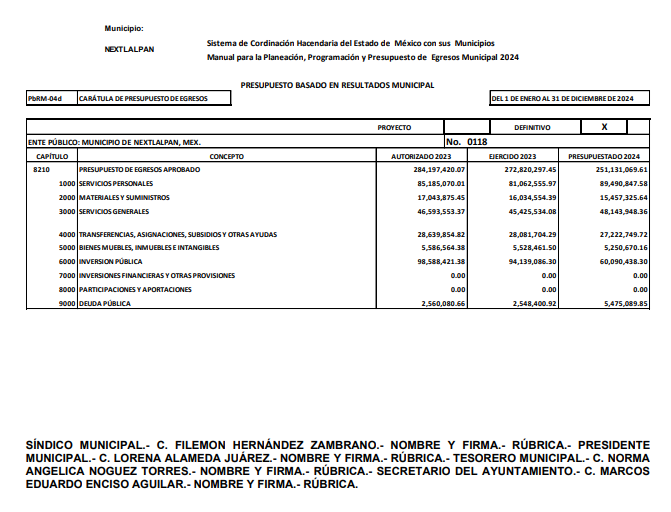 Municipio:
NEXTLALPAN
Sistema de Cordinación Hacendaria del Estado de México con sus Municipios
Manual para la Planeación, Programación y Presupuesto de Egresos Municipal 2024
PRESUPUESTO BASADO EN RESULTADOS MUNICIPAL
PbRM-04d CARÁTULA DE PRESUPUESTO DE EGRESOS DEL 1 DE ENERO AL 31 DE DICIEMBRE DE 2024
PROYECTO DEFINITIVO X
ENTE PÚBLICO: MUNICIPIO DE NEXTLALPAN, MEX. No. 0118
CAPÍTULO CONCEPTO AUTORIZADO 2023 EJERCIDO 2023 PRESUPUESTADO 2024
8210 PRESUPUESTO DE EGRESOS APROBADO 284,197,420.07 272,820,297.45 251,131,069.61
1000 SERVICIOS PERSONALES 85,185,070.01 81,062,555.97 89,490,847.58
2000 MATERIALES Y SUMINISTROS 17,043,875.45 16,034,554.39 15,457,325.64
3000 SERVICIOS GENERALES 46,593,553.37 45,425,534.08 48,143,948.36
4000 TRANSFERENCIAS, ASIGNACIONES, SUBSIDIOS Y OTRAS AYUDAS 28,639,854.82 28,081,704.29 27,222,749.72
5000 BIENES MUEBLES, INMUEBLES E INTANGIBLES 5,586,564.38 5,528,461.50 5,250,670.16
6000 INVERSION PÚBLICA 98,588,421.38 94,139,086.30 60,090,438.30
7000 INVERSIONES FINANCIERAS Y OTRAS PROVISIONES 0.00 0.00 0.00
8000 PARTICIPACIONES Y APORTACIONES 0.00 0.00 0.00
9000 DEUDA PÚBLICA 2,560,080.66 2,548,400.92 5,475,089.85
SÍNDICO MUNICIPAL.- C. FILEMON HERNÁNDEZ ZAMBRANO.- NOMBRE Y FIRMA.- RÚBRICA.- PRESIDENTE
MUNICIPAL.- C. LORENA ALAMEDA JUÁREZ.- NOMBRE Y FIRMA.- RÚBRICA.- TESORERO MUNICIPAL.- C. NORMA
ANGELICA NOGUEZ TORRES.- NOMBRE Y FIRMA.- RÚBRICA.- SECRETARIO DEL AYUNTAMIENTO.- C. MARCOS
EDUARDO ENCISO AGUILAR.- NOMBRE Y FIRMA.- RÚBRICA.